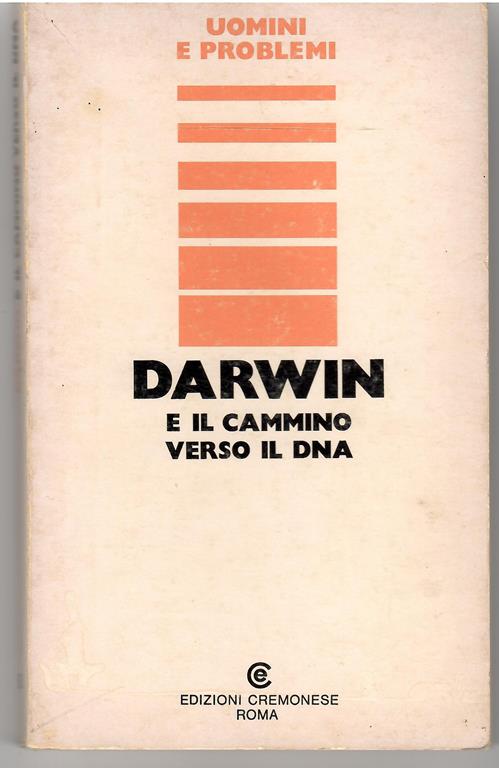 UOMINI
E PROBLEMI
DARWIN
E IL CAMMINO
VERSO IL DNA
EDIZIONI CREMONESE
ROMA